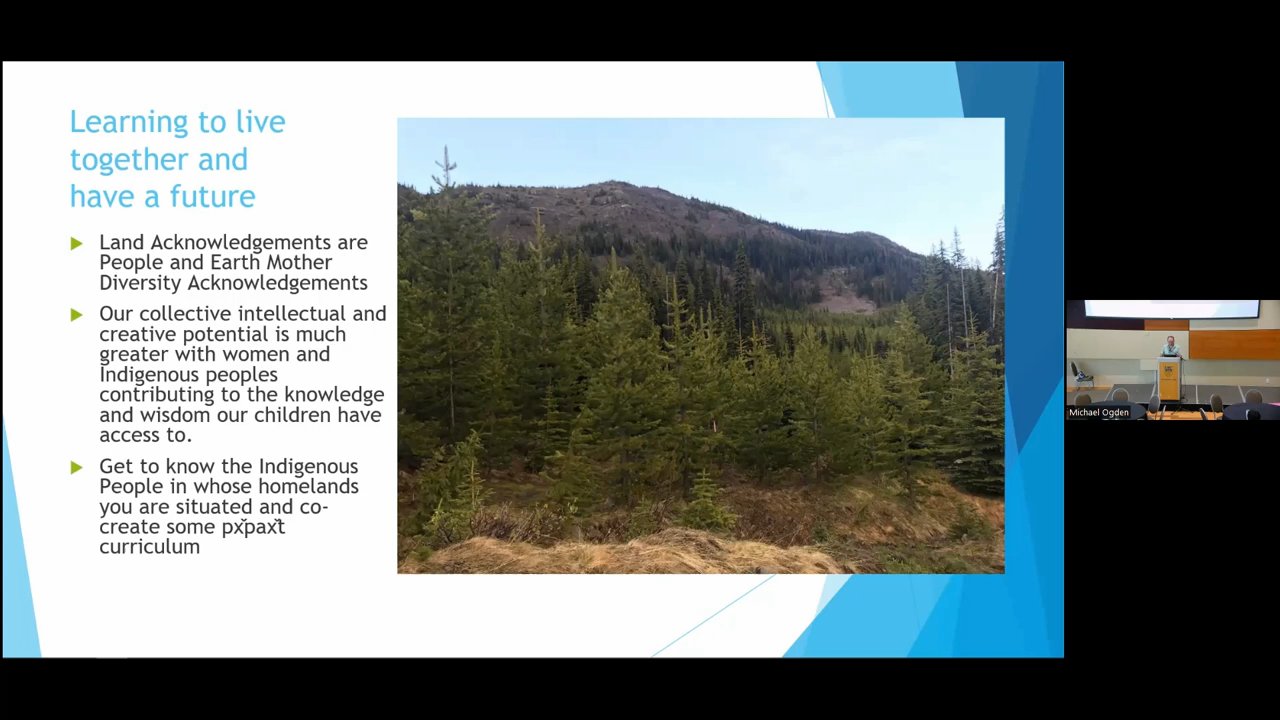 Learning to live
together and
have a future
Land Acknowledgements are
People and Earth Mother
Diversity Acknowledgements
Our collective intellectual and
creative potential is much
greater with women and
Indigenous peoples
contributing to the knowledge
and wisdom our children have
access to.
Get to know the Indigenous
People in whose homelands
you are situated and co-
create some px̌pax̌t
curriculum
Michael Ogden